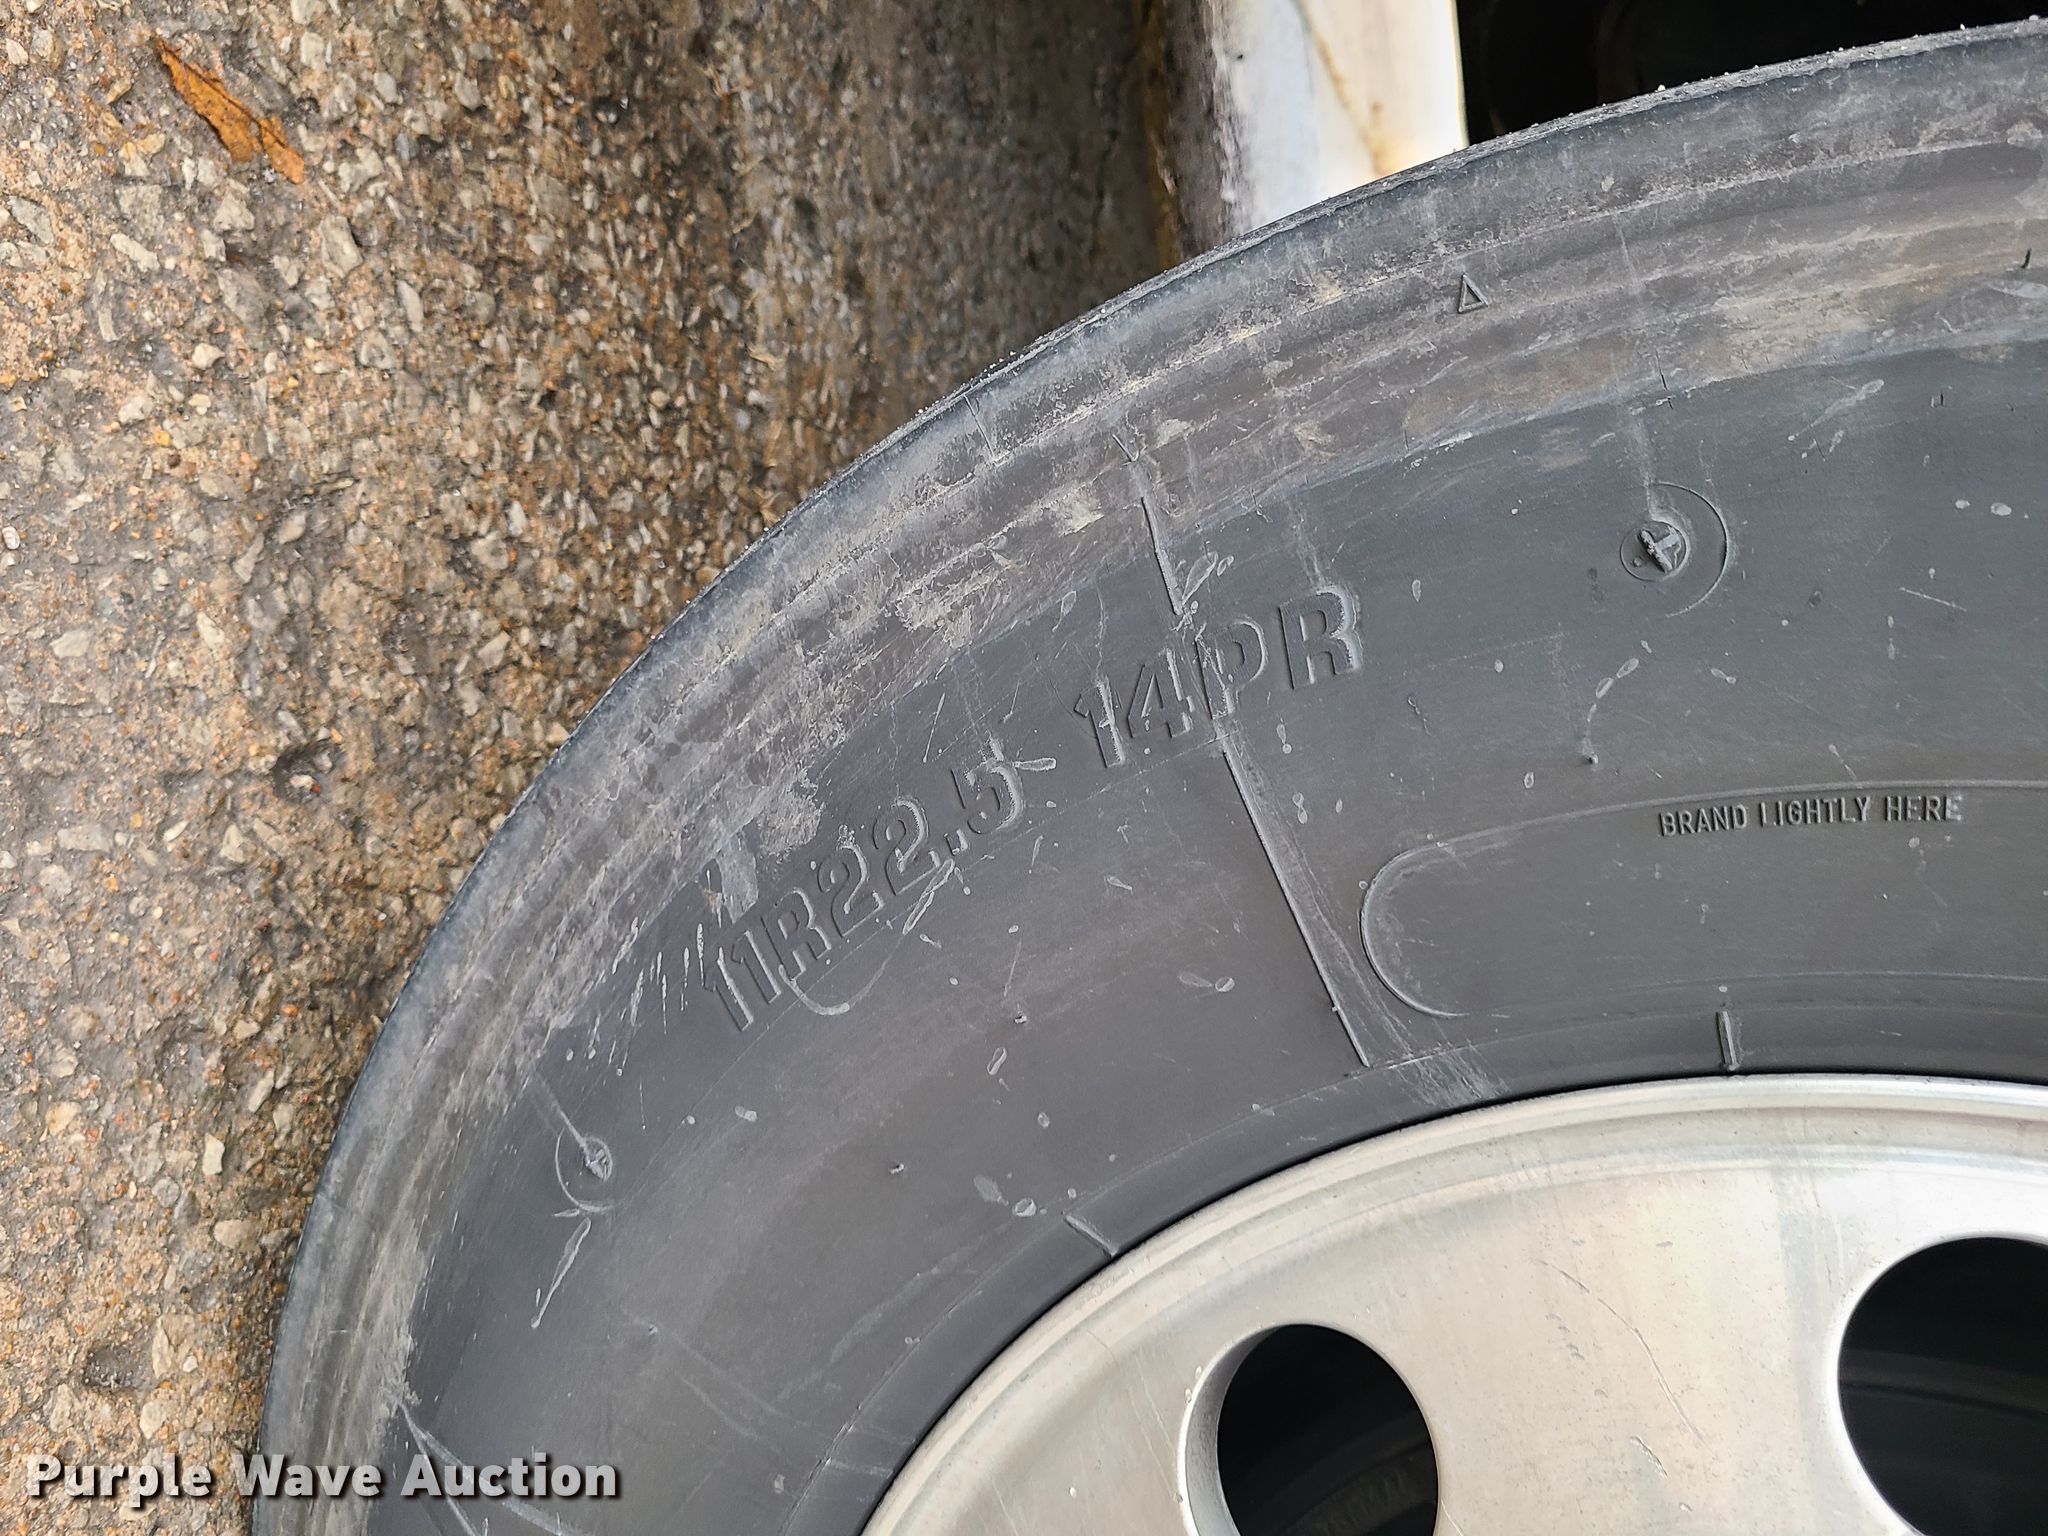 11R22.5 14PR
BRAND LIGHTLY HERE
Purple Wave Auction